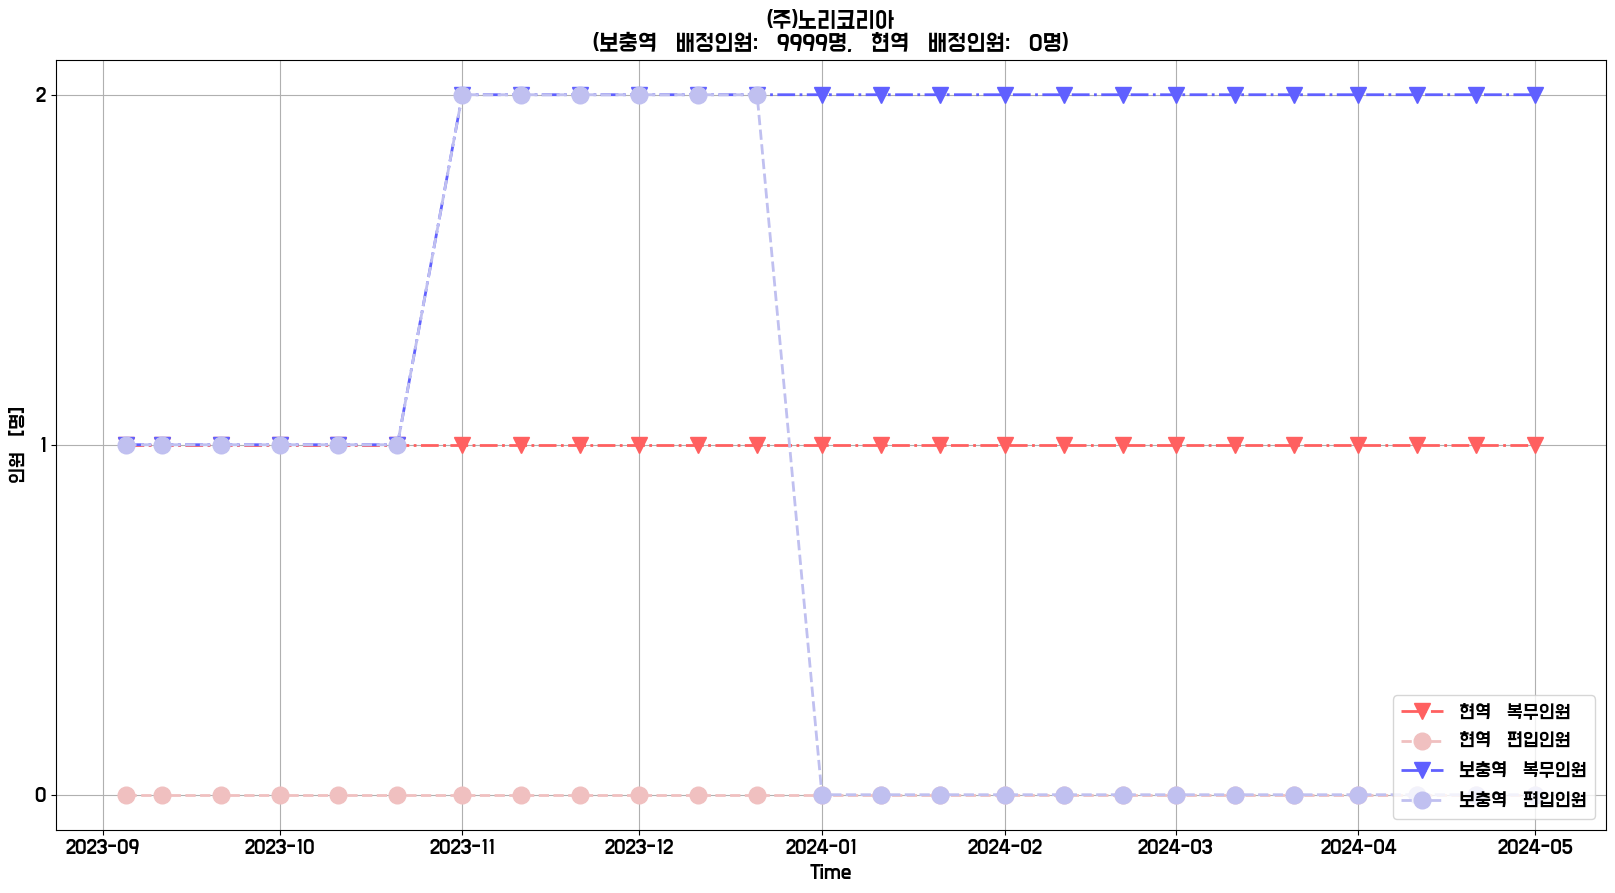 (주)노리코리아
(보충역 배정인원: 9999명, 현역 배정인원: 0명)
인원 [명]
2
1
0
현역 복무인원
현역 편입인원
보충역 복무인원
보충역 편입인원
2023-09 2023-10 2023-11 2023-12 2024-01 2024-02 2024-03 2024-04 2024-05
Time